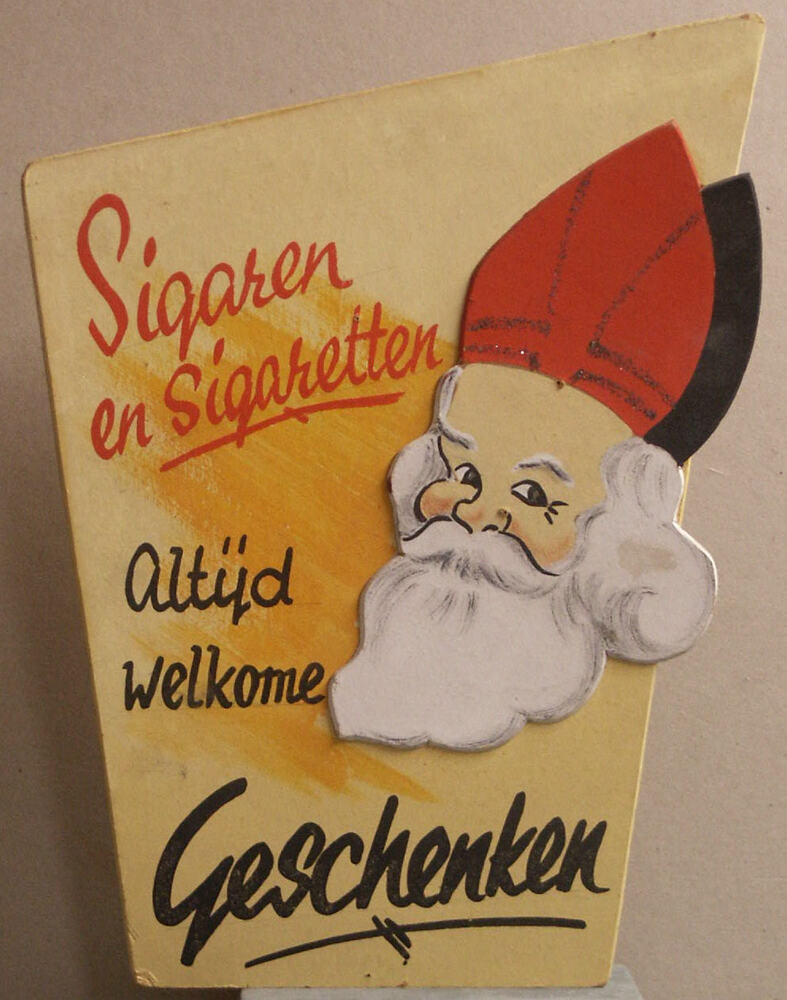 Sigaren
en Sigaretten
altijd
welkome
Geschenken